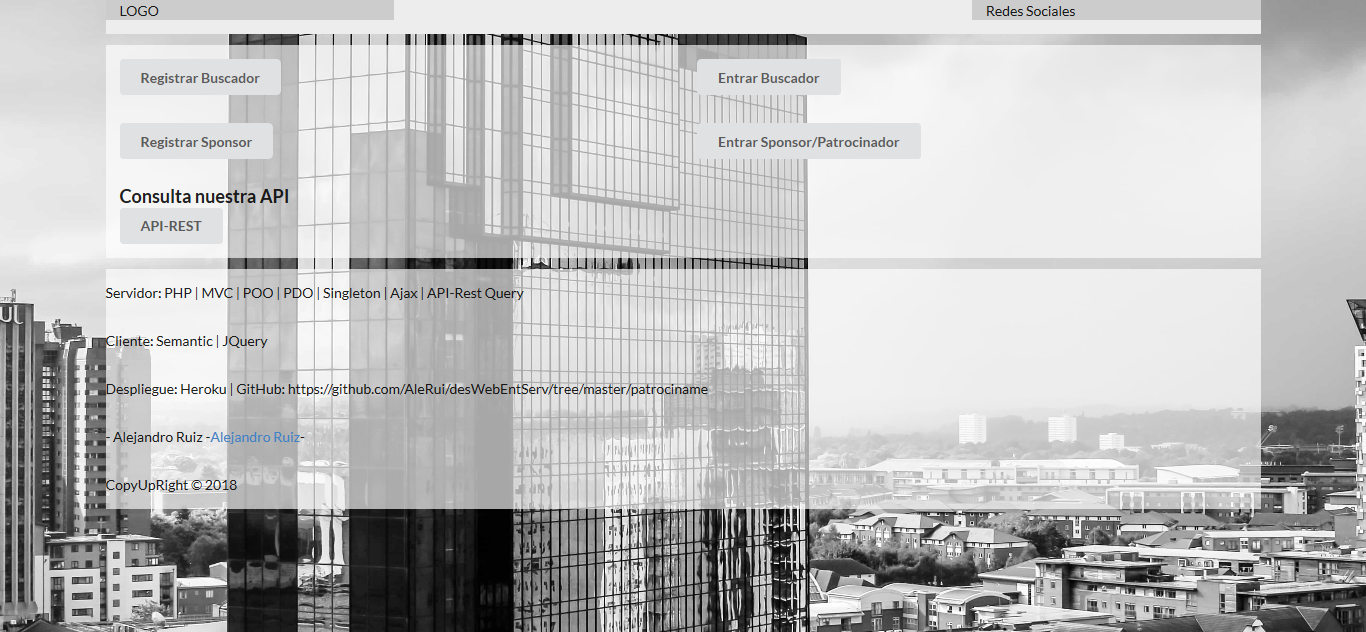 LOGO
Redes Sociales
Registrar Buscador
Entrar Buscador
Registrar Sponsor
Entrar Sponsor/Patrocinador
Consulta nuestra API
API-REST
Servidor: PHP | MVC | POO | PDO | Singleton | Ajax | API-Rest Query
Cliente: Semantic | JQuery
Despliegue: Heroku | GitHub: https://github.com/AleRui/desWebEntServ/tree/master/patrociname
- Alejandro Ruiz -Alejandro Ruiz-
CopyUpRight © 2018